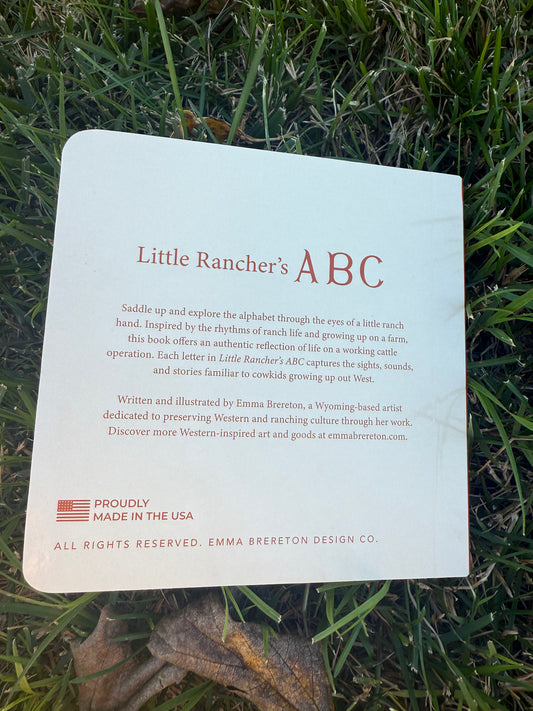 Little Rancher's ABC
Saddle up and explore the alphabet through the eyes of a little ranch
hand. Inspired by the rhythms of ranch life and growing up on a farm,
this book offers an authentic reflection of life on a working cattle
operation. Each letter in Little Rancher's ABC captures the sights, sounds,
and stories familiar to cowkids growing up out West.
Written and illustrated by Emma Brereton, a Wyoming-based artist
dedicated to preserving Western and ranching culture through her work.
Discover more Western-inspired art and goods at emmabrereton.com.
PROUDLY
MADE IN THE USA
ALL RIGHTS RESERVED. EMMA BRERETON DESIGN CO.